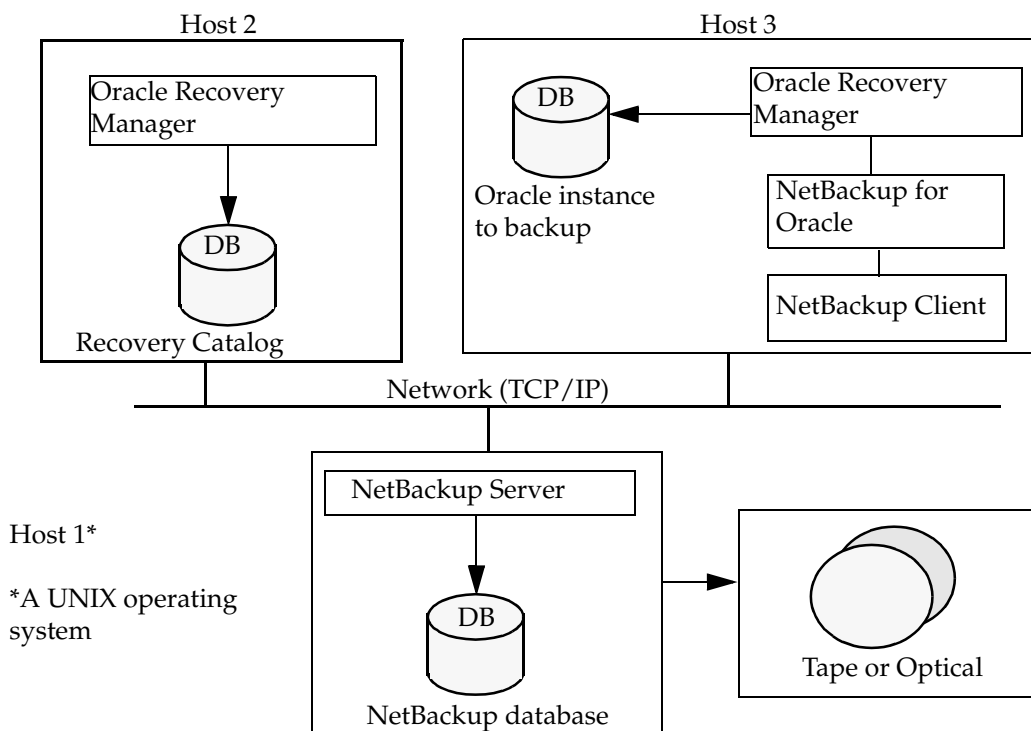 Host 2
Oracle Recovery
Manager
DB
Recovery Catalog
Host 3
DB
Oracle instance
to backup
Oracle Recovery
Manager
NetBackup for
Oracle
NetBackup Client
Network (TCP/IP)
Host 1*
*A UNIX operating
system
NetBackup Server
DB
NetBackup database
Tape or Optical